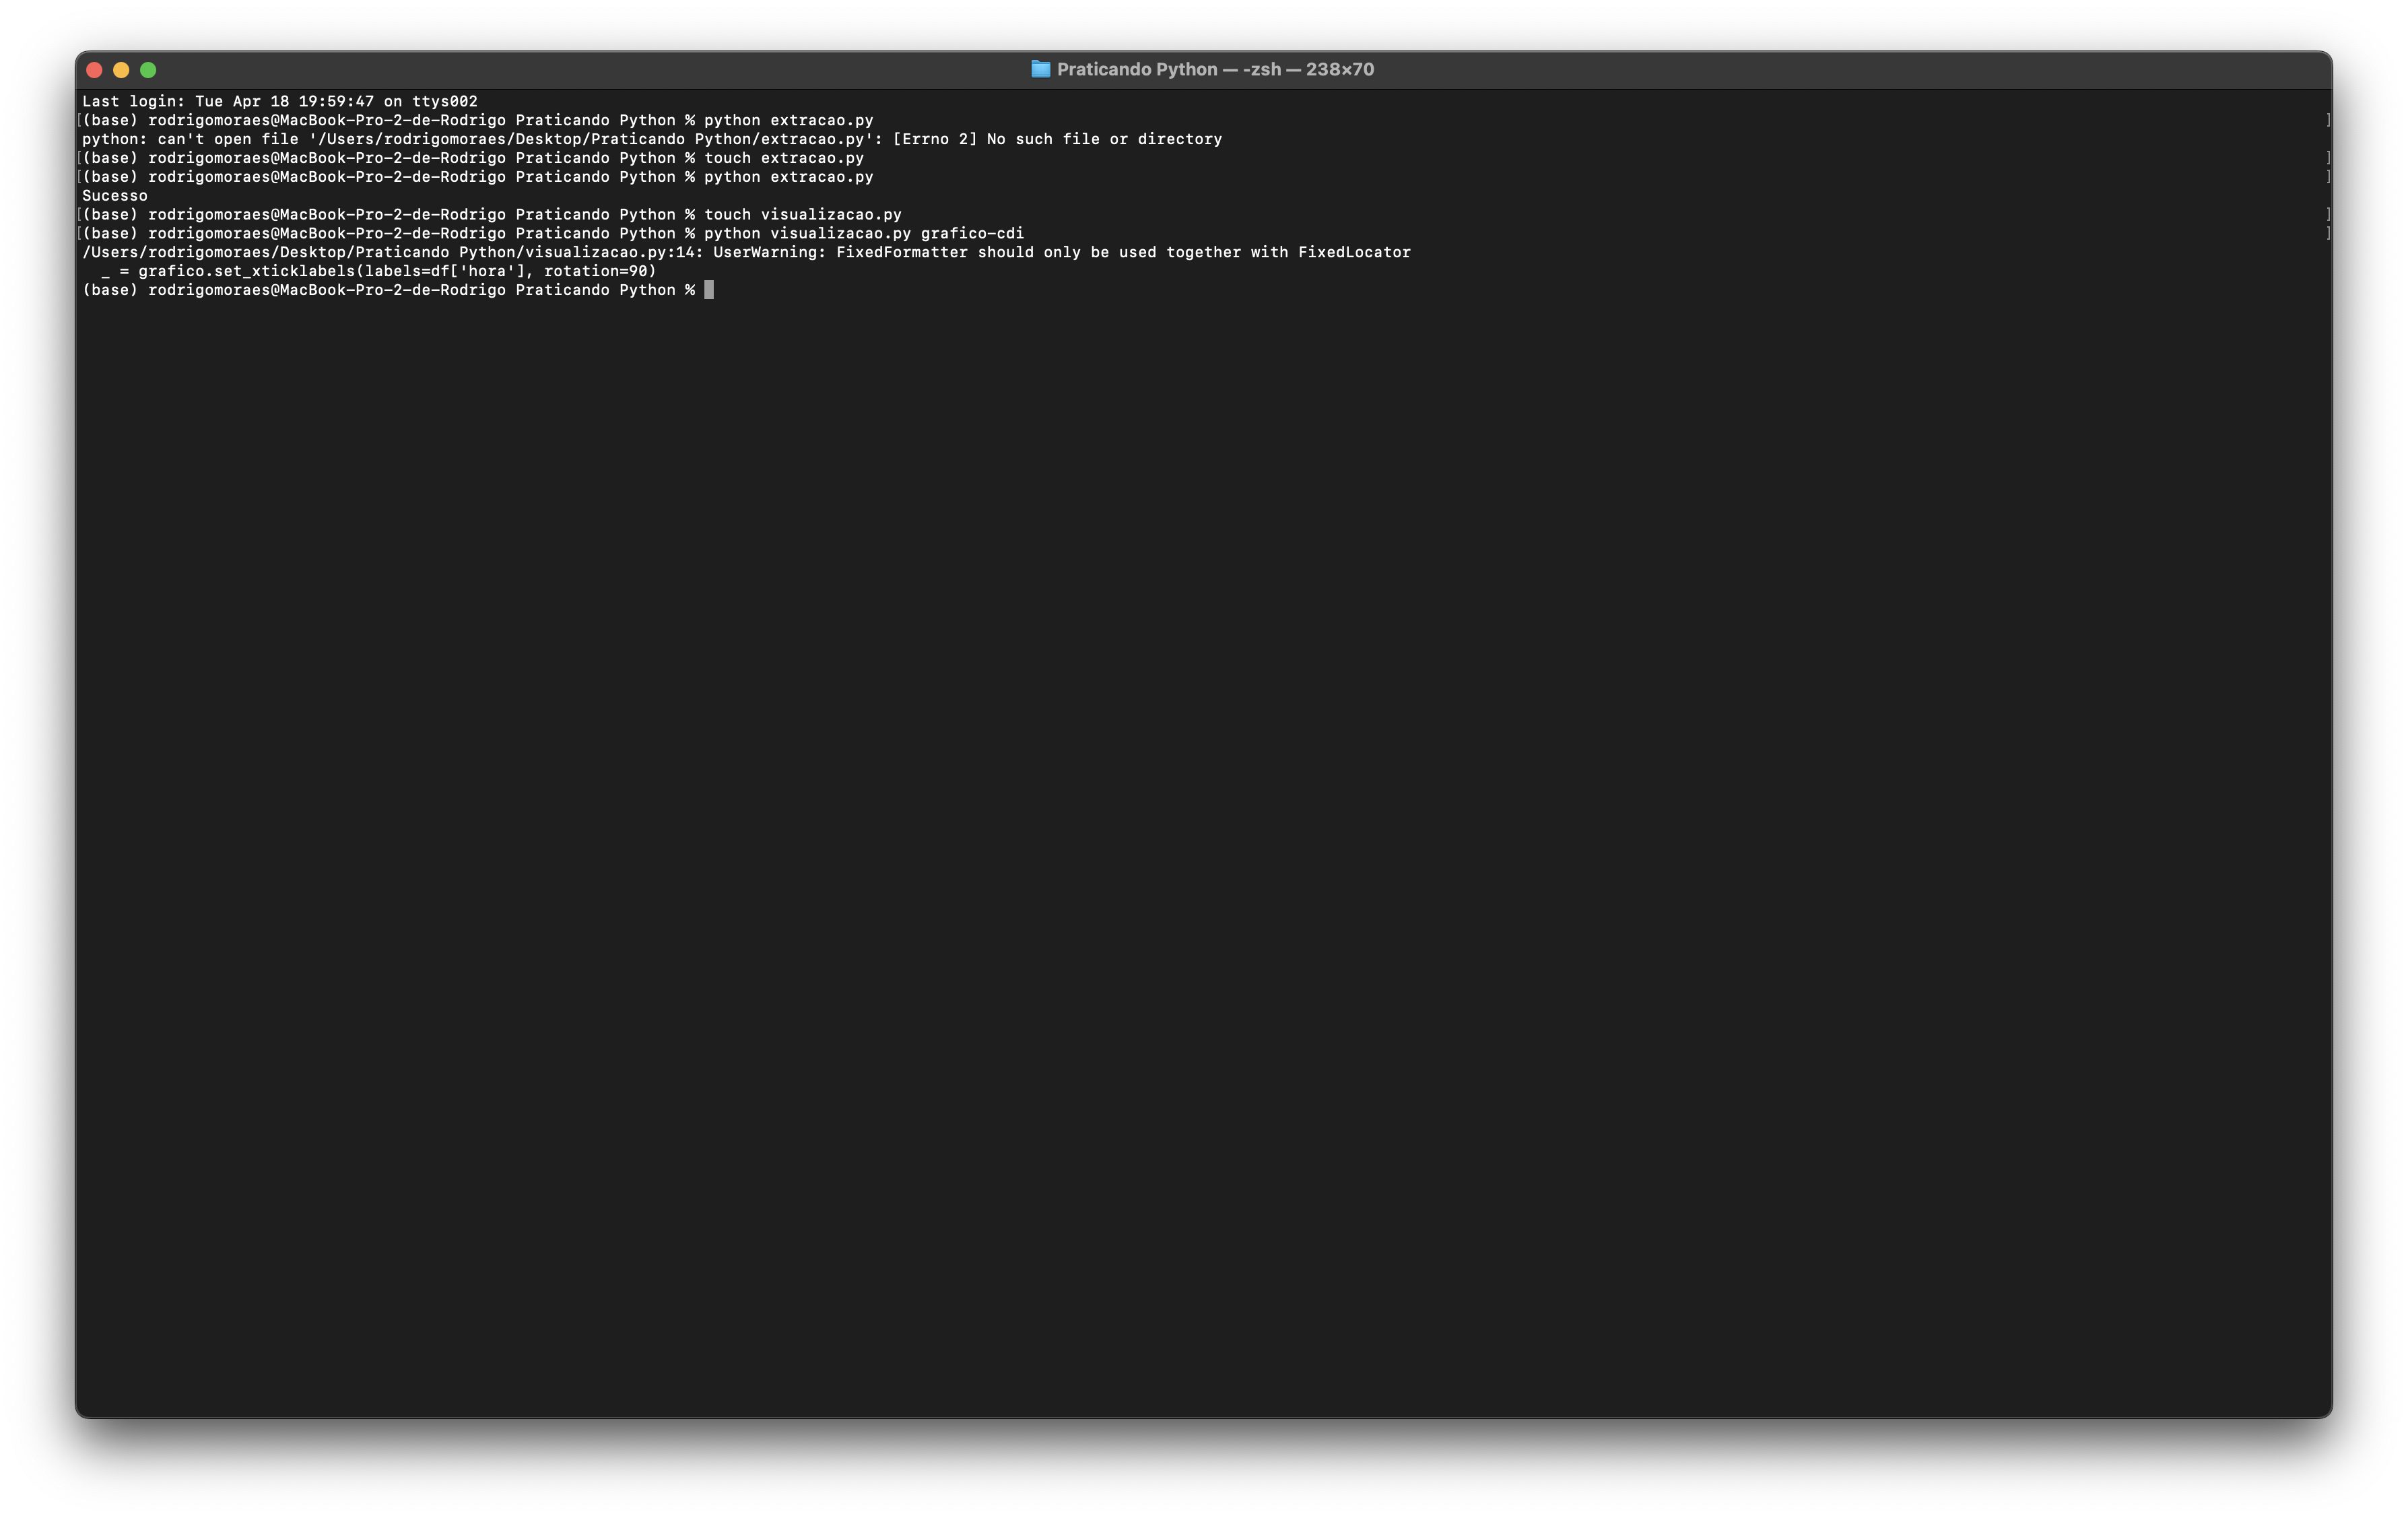 Praticando Python — -zsh — 238×70
Last login: Tue Apr 18 19:59:47 on ttys002
[(base) rodrigomoraes@MacBook-Pro-2-de-Rodrigo Praticando Python % python extracao.py ]
python: can't open file '/Users/rodrigomoraes/Desktop/Praticando Python/extracao.py': [Errno 2] No such file or directory
[(base) rodrigomoraes@MacBook-Pro-2-de-Rodrigo Praticando Python % touch extracao.py ]
[(base) rodrigomoraes@MacBook-Pro-2-de-Rodrigo Praticando Python % python extracao.py ]
Sucesso
[(base) rodrigomoraes@MacBook-Pro-2-de-Rodrigo Praticando Python % touch visualizacao.py ]
[(base) rodrigomoraes@MacBook-Pro-2-de-Rodrigo Praticando Python % python visualizacao.py grafico-cdi ]
/Users/rodrigomoraes/Desktop/Praticando Python/visualizacao.py:14: UserWarning: FixedFormatter should only be used together with FixedLocator
  _ = grafico.set_xticklabels(labels=df['hora'], rotation=90)
(base) rodrigomoraes@MacBook-Pro-2-de-Rodrigo Praticando Python %